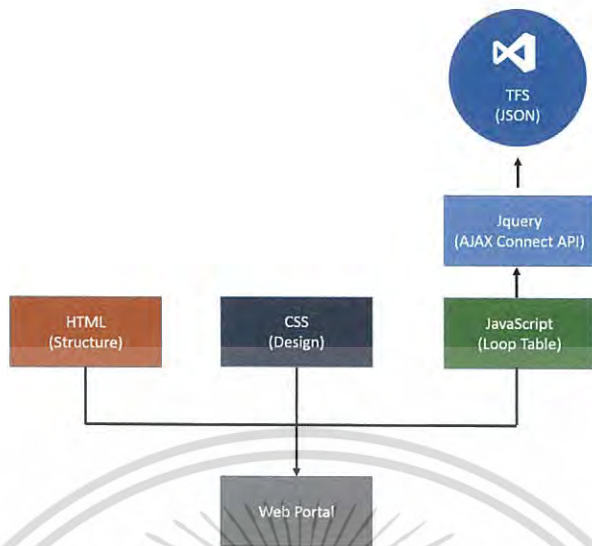 TFS
(JSON)
Jquery
(AJAX Connect API)
HTML
(Structure)
CSS
(Design)
JavaScript
(Loop Table)
Web Portal